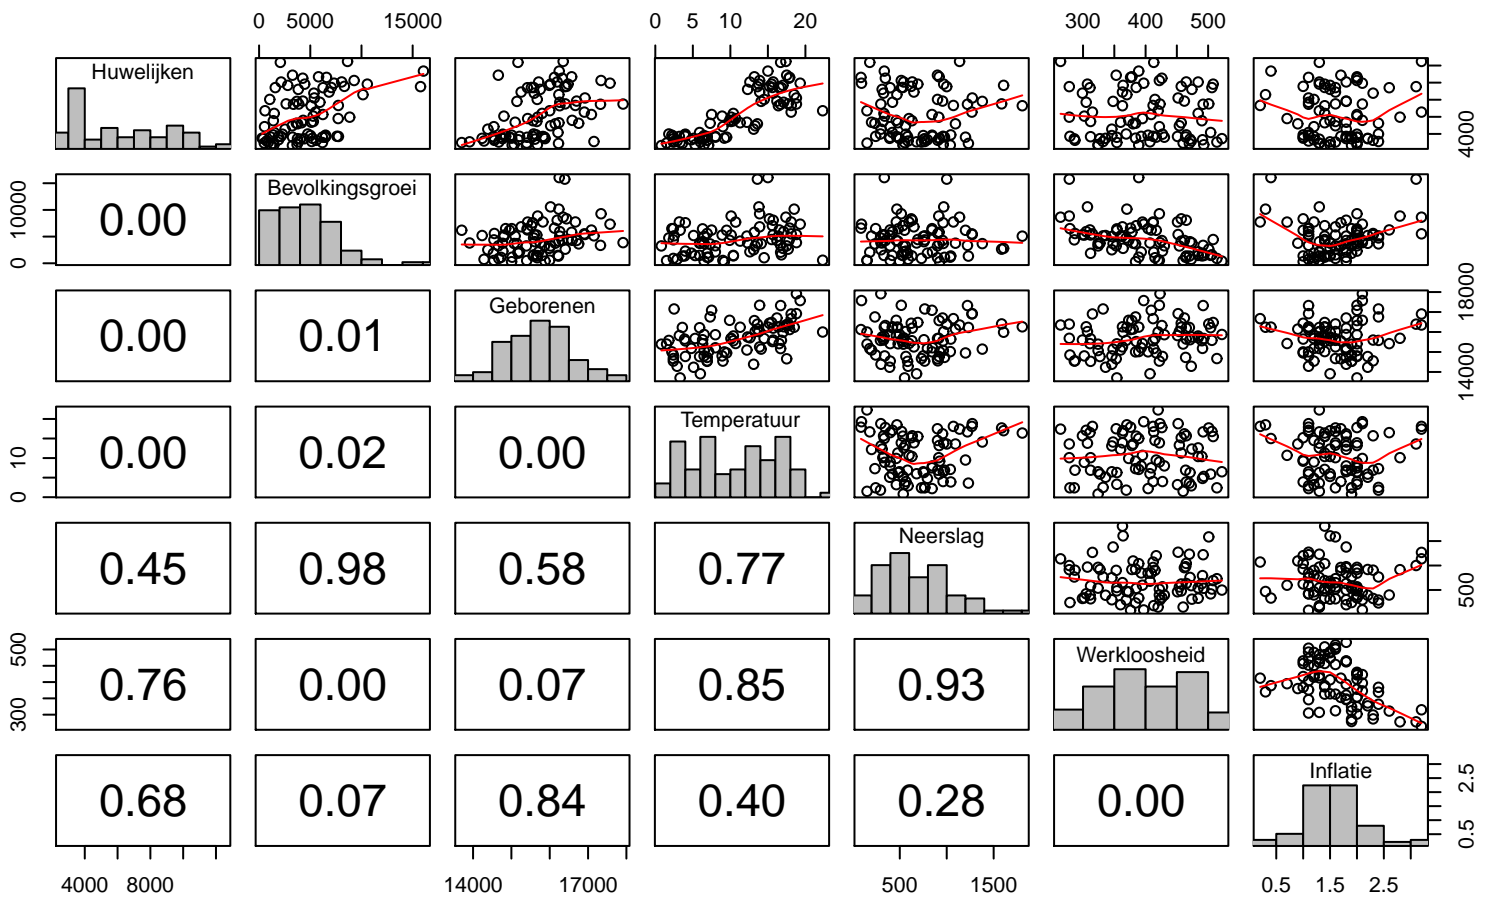 0 5000 15000 0 5 10 20 300 400 500
Huwelijken
4000
0 10000
0.00
Bevolkingsgroei
0.00 0.01
Geborenen
14000 18000
0 10
0.00 0.02 0.00
Temperatuur
0.45 0.98 0.58 0.77
Neerslag
500
300 500
0.76 0.00 0.07 0.85 0.93
Werkloosheid
0.68 0.07 0.84 0.40 0.28 0.00
Inflatie
0.5 2.5
4000 8000 14000 17000 500 1500 0.5 1.5 2.5